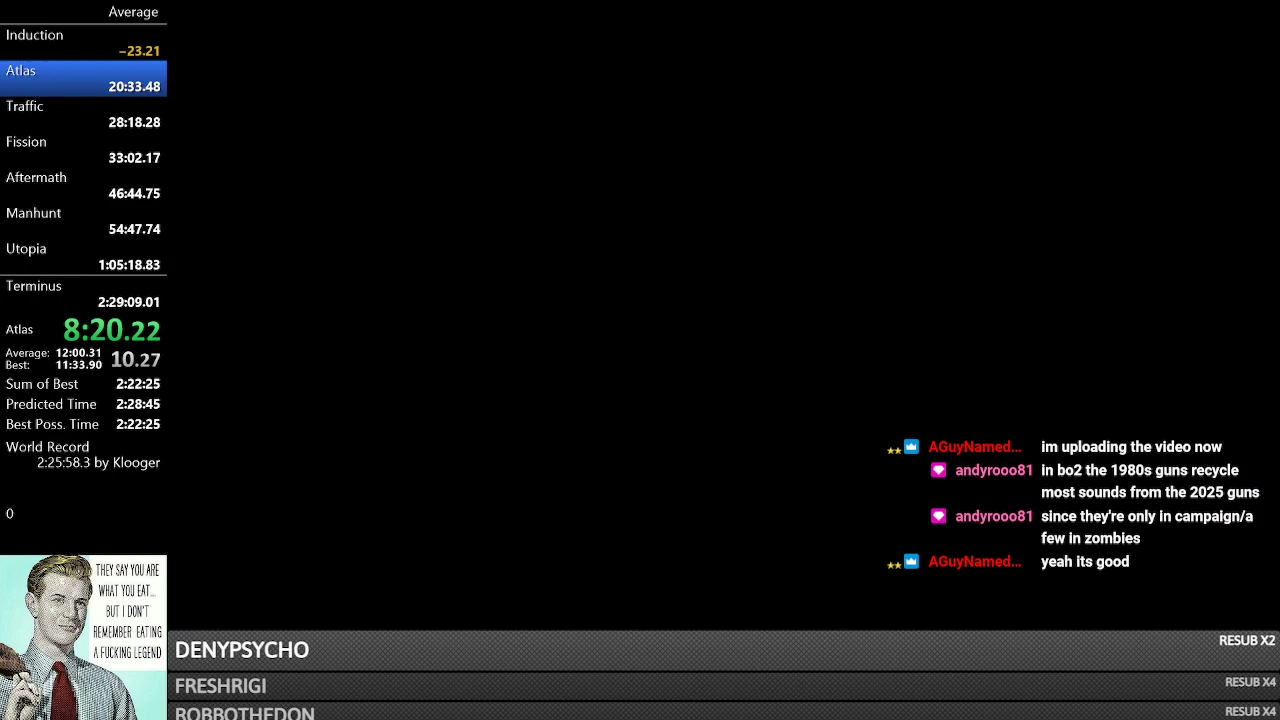 Average
Induction
−23.21
Atlas
20:33.48
Traffic
28:18.28
Fission
33:02.17
Aftermath
46:44.75
Manhunt
54:47.74
Utopia
1:05:18.83
Terminus
2:29:09.01
Atlas 8:20.22
Average: 12:00.31 10.27
Best: 11:33.90
Sum of Best 2:22:25
Predicted Time 2:28:45
Best Poss. Time 2:22:25
World Record
2:25:58.3 by Klooger
0
THEY SAY YOU ARE
WHAT YOU EAT...
BUT I DON'T
REMEMBER EATING
A FUCKING LEGEND
AGuyNamed... im uploading the video now
andyrooo81 in bo2 the 1980s guns recycle
most sounds from the 2025 guns
andyrooo81 since they're only in campaign/a
few in zombies
AGuyNamed... yeah its good
DENYPSYCHO RESUB X2
FRESHRIGI RESUB X4
ROBBOTHEDON RESUB X4